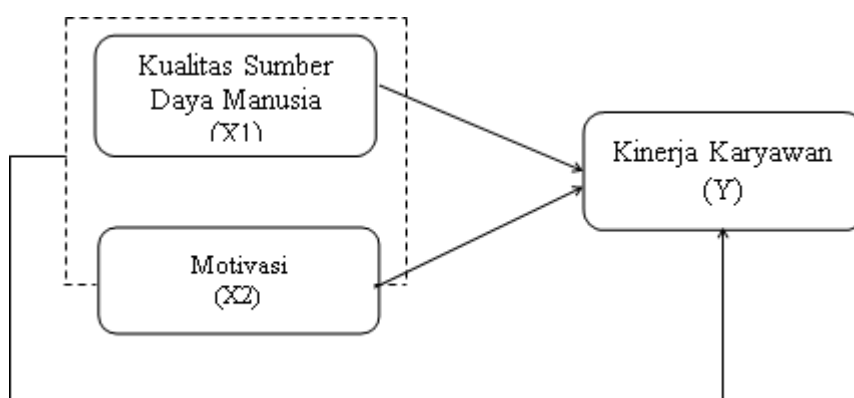 Kualitas Sumber
Daya Manusia
(X1)
Kinerja Karyawan
(Y)
Motivasi
(X2)